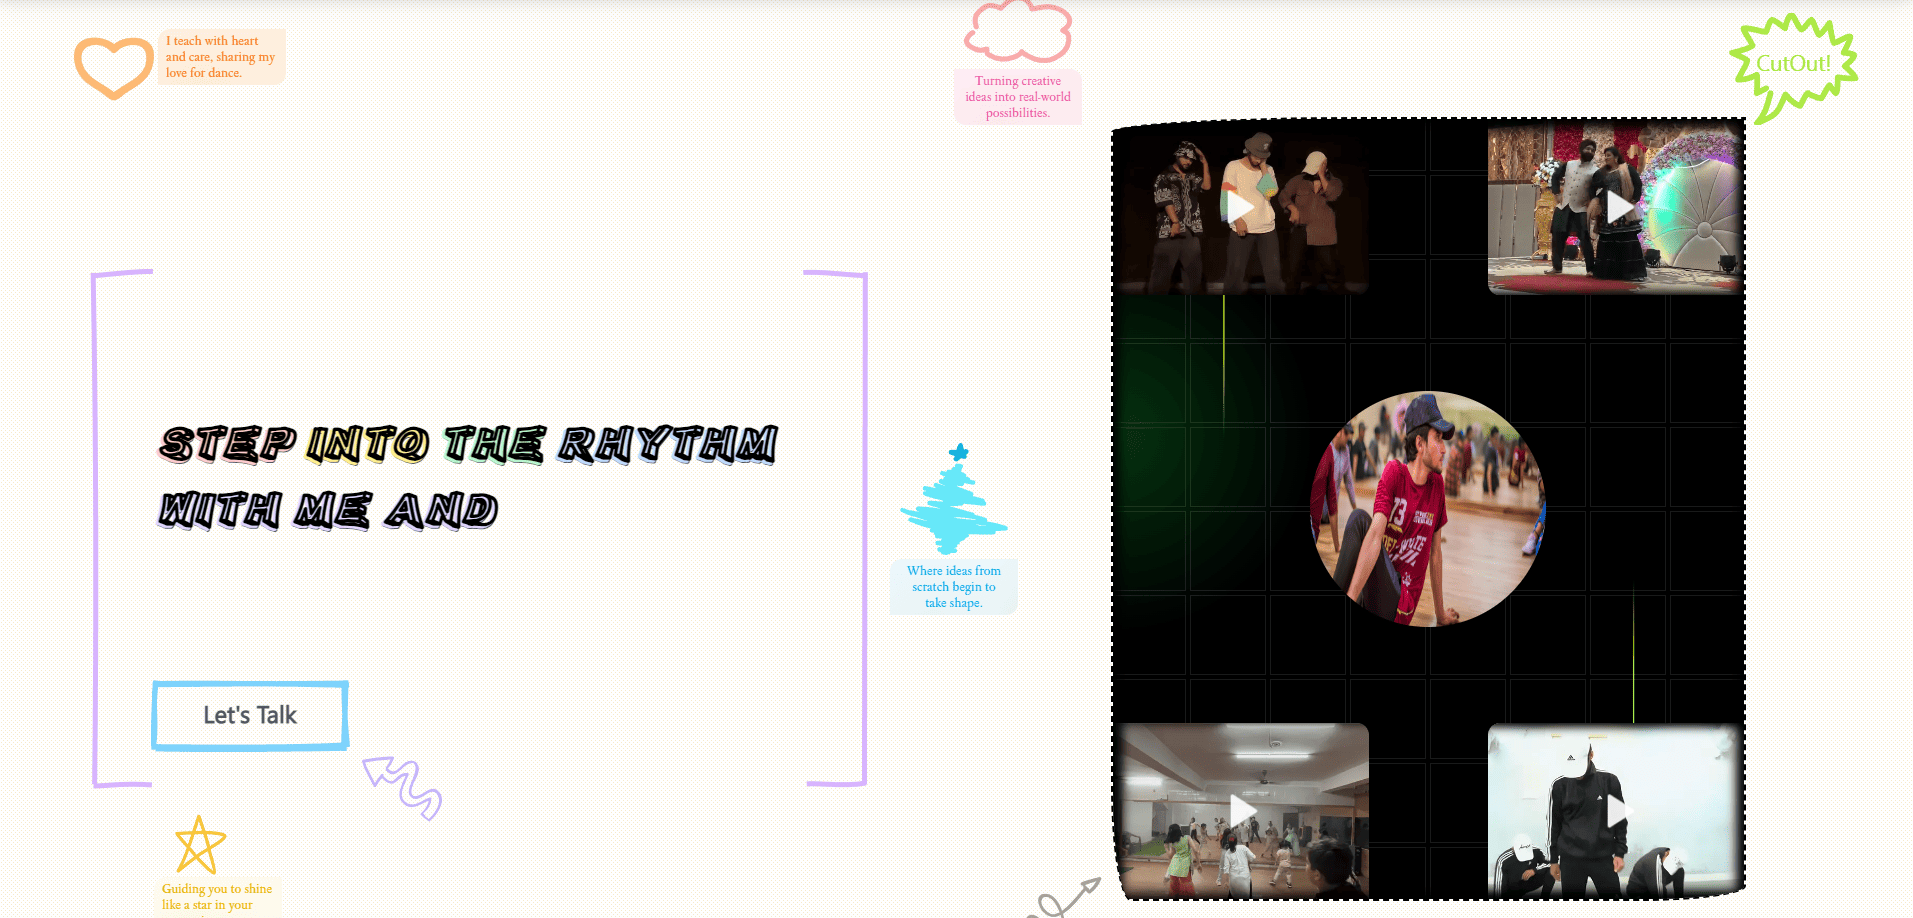 I teach with heart
and care, sharing my
love for dance.
Turning creative
ideas into real-world
possibilities.
CutOut!
STEP INTO THE RHYTHM
WITH ME AND
Where ideas from
scratch begin to
take shape.
Let's Talk
Guiding you to shine
like a star in your
73